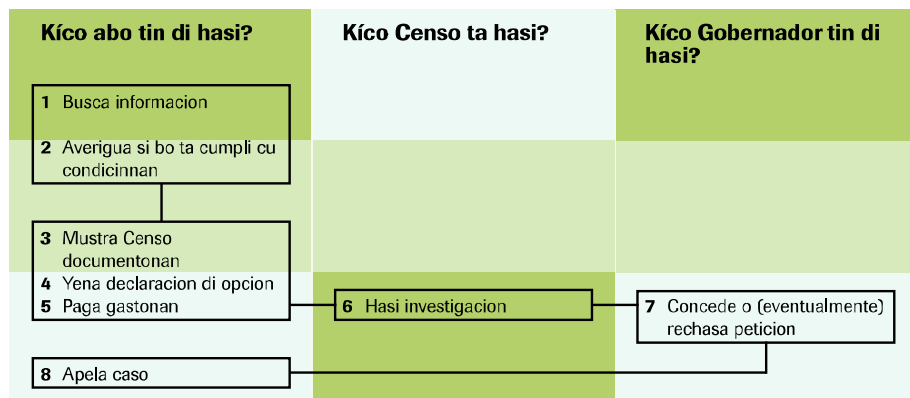 Kíco abo tin di hasi?
Kíco Censo ta hasi?
Kíco Gobernador tin di
hasi?
1 Busca informacion
2 Averigua si bo ta cumpli cu
condicinnan
3 Mustra Censo
documentonan
4 Yena declaracion di opcion
5 Paga gastonan
6 Hasi investigacion
7 Concede o (eventualmente)
rechasa peticion
8 Apela caso